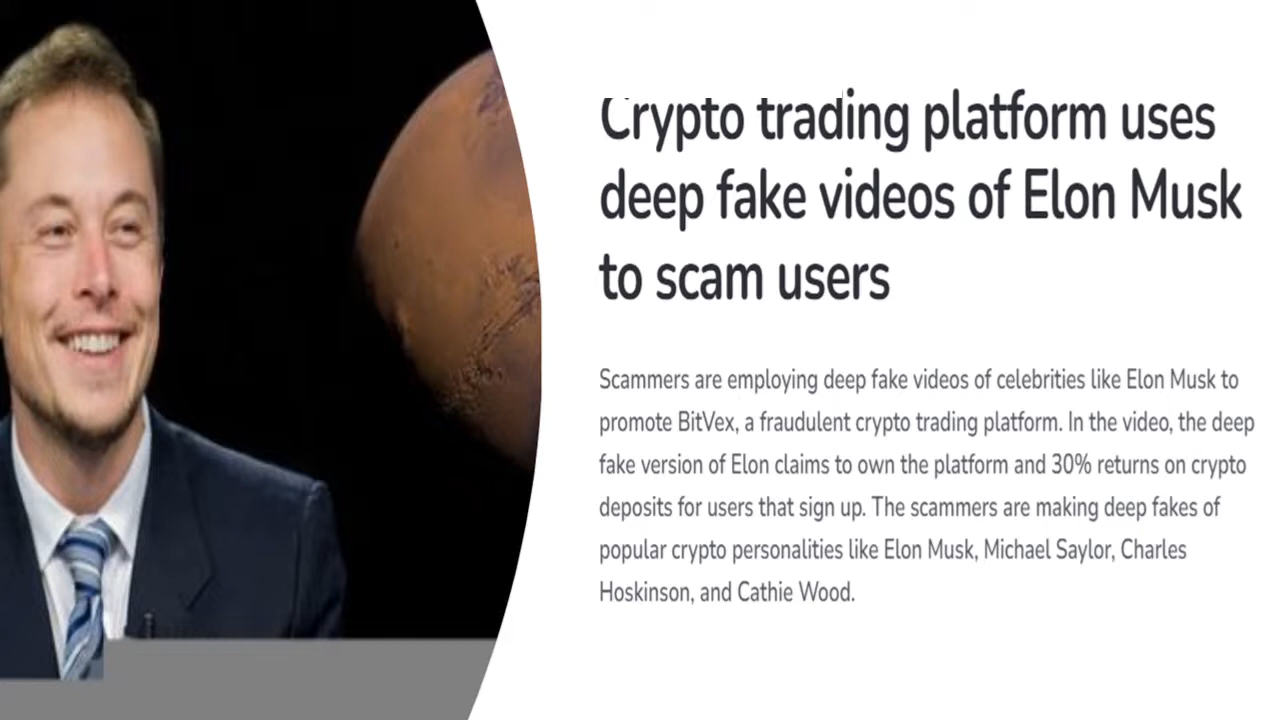 Crypto trading platform uses
deep fake videos of Elon Musk
to scam users
Scammers are employing deep fake videos of celebrities like Elon Musk to
promote BitVex, a fraudulent crypto trading platform. In the video, the deep
fake version of Elon claims to own the platform and 30% returns on crypto
deposits for users that sign up. The scammers are making deep fakes of
popular crypto personalities like Elon Musk, Michael Saylor, Charles
Hoskinson, and Cathie Wood.